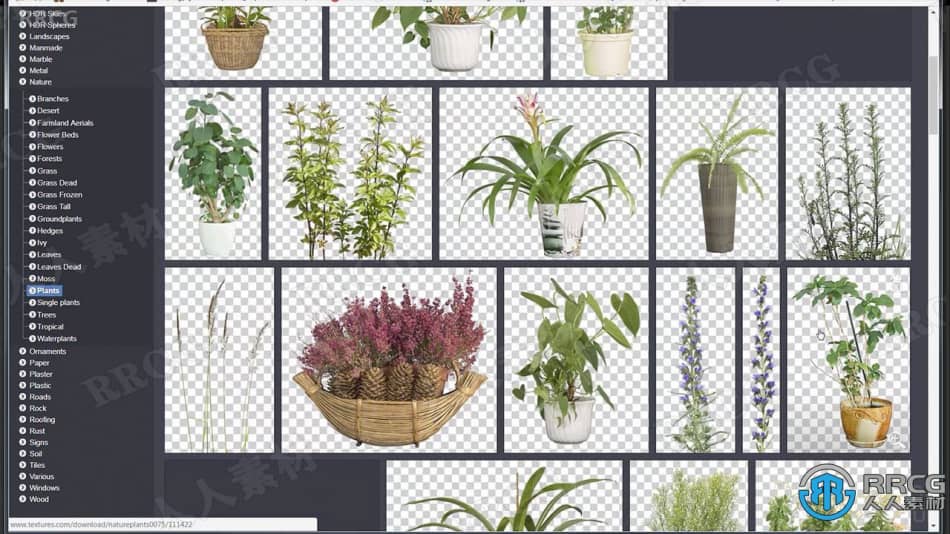 HDR Skies
HDR Spheres
Landscapes
Manmade
Marble
Metal
Nature
Branches
Desert
Farmland Aerials
Flower Beds
Flowers
Forests
Grass
Grass Dead
Grass Frozen
Grass Tall
Groundplants
Hedges
Ivy
Leaves
Leaves Dead
Moss
Plants
Single plants
Trees
Tropical
Waterplants
Ornaments
Paper
Plaster
Plastic
Roads
Rock
Roofing
Rust
Signs
Soil
Tiles
Various
Windows
Wood
www.textures.com/download/natureplants0075/111422
RRCG
人人素材